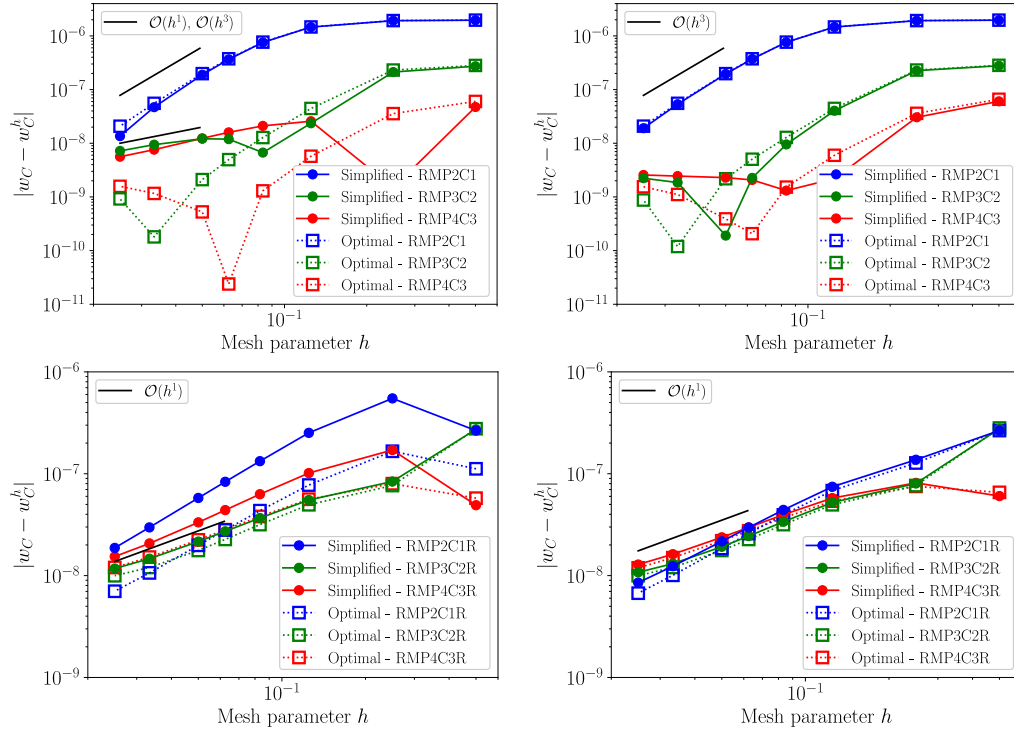 O(h¹), O(h³)
10⁻⁶
10⁻⁷
10⁻⁸
10⁻⁹
10⁻¹⁰
10⁻¹¹
|w_C − w_C^h|
Simplified - RMP2C1
Simplified - RMP3C2
Simplified - RMP4C3
Optimal - RMP2C1
Optimal - RMP3C2
Optimal - RMP4C3
10⁻¹
Mesh parameter h
O(h³)
10⁻⁶
10⁻⁷
10⁻⁸
10⁻⁹
10⁻¹⁰
10⁻¹¹
|w_C − w_C^h|
Simplified - RMP2C1
Simplified - RMP3C2
Simplified - RMP4C3
Optimal - RMP2C1
Optimal - RMP3C2
Optimal - RMP4C3
10⁻¹
Mesh parameter h
O(h¹)
10⁻⁶
10⁻⁷
10⁻⁸
10⁻⁹
|w_C − w_C^h|
Simplified - RMP2C1R
Simplified - RMP3C2R
Simplified - RMP4C3R
Optimal - RMP2C1R
Optimal - RMP3C2R
Optimal - RMP4C3R
10⁻¹
Mesh parameter h
O(h¹)
10⁻⁶
10⁻⁷
10⁻⁸
10⁻⁹
|w_C − w_C^h|
Simplified - RMP2C1R
Simplified - RMP3C2R
Simplified - RMP4C3R
Optimal - RMP2C1R
Optimal - RMP3C2R
Optimal - RMP4C3R
10⁻¹
Mesh parameter h